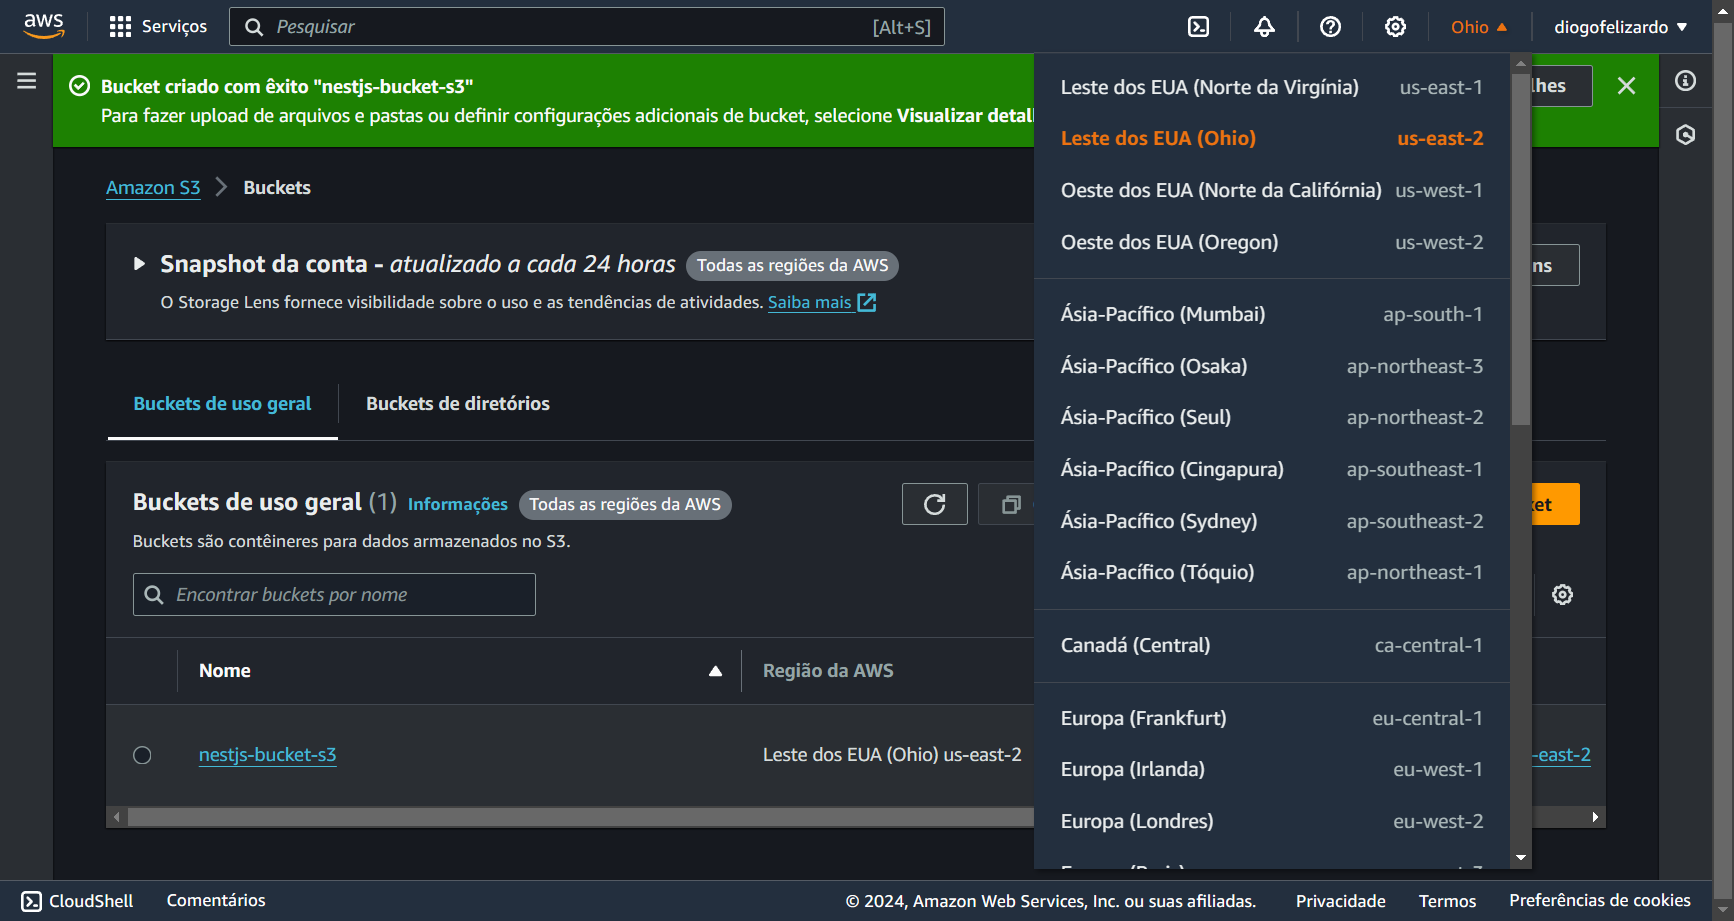 aws
Serviços
Pesquisar
[Alt+S]
Ohio
diogofelizardo
Bucket criado com êxito "nestjs-bucket-s3"
Para fazer upload de arquivos e pastas ou definir configurações adicionais de bucket, selecione Visualizar detal
lhes
Amazon S3
Buckets
Snapshot da conta - atualizado a cada 24 horas
Todas as regiões da AWS
O Storage Lens fornece visibilidade sobre o uso e as tendências de atividades. Saiba mais
ns
Buckets de uso geral
Buckets de diretórios
Buckets de uso geral (1)
Informações
Todas as regiões da AWS
Buckets são contêineres para dados armazenados no S3.
ket
Encontrar buckets por nome
Nome
Região da AWS
nestjs-bucket-s3
Leste dos EUA (Ohio) us-east-2
-east-2
Leste dos EUA (Norte da Virgínia) us-east-1
Leste dos EUA (Ohio) us-east-2
Oeste dos EUA (Norte da Califórnia) us-west-1
Oeste dos EUA (Oregon) us-west-2
Ásia-Pacífico (Mumbai) ap-south-1
Ásia-Pacífico (Osaka) ap-northeast-3
Ásia-Pacífico (Seul) ap-northeast-2
Ásia-Pacífico (Cingapura) ap-southeast-1
Ásia-Pacífico (Sydney) ap-southeast-2
Ásia-Pacífico (Tóquio) ap-northeast-1
Canadá (Central) ca-central-1
Europa (Frankfurt) eu-central-1
Europa (Irlanda) eu-west-1
Europa (Londres) eu-west-2
CloudShell
Comentários
© 2024, Amazon Web Services, Inc. ou suas afiliadas.
Privacidade
Termos
Preferências de cookies